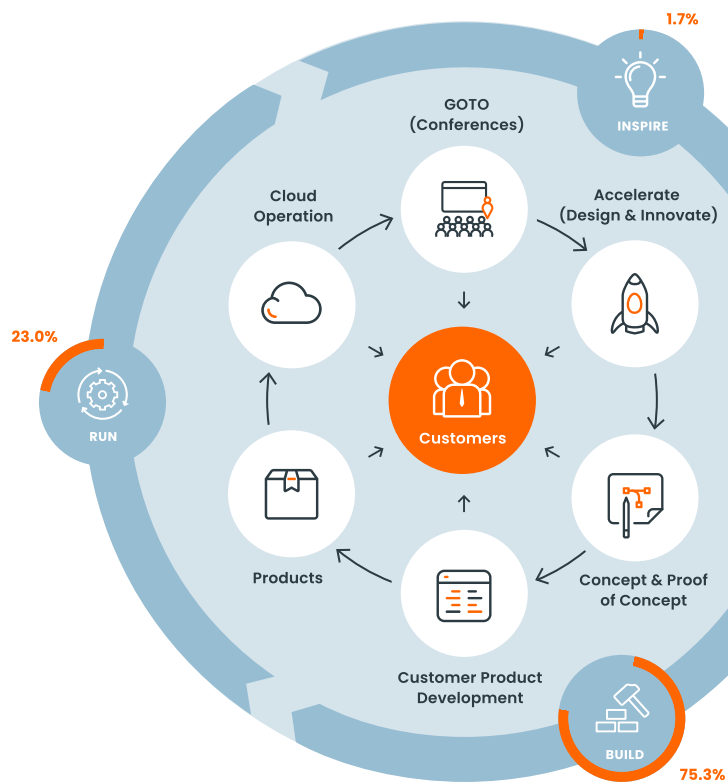 1.7%
INSPIRE
GOTO
(Conferences)
Cloud
Operation
Accelerate
(Design & Innovate)
23.0%
RUN
Customers
Products
Concept & Proof
of Concept
Customer Product
Development
BUILD
75.3%